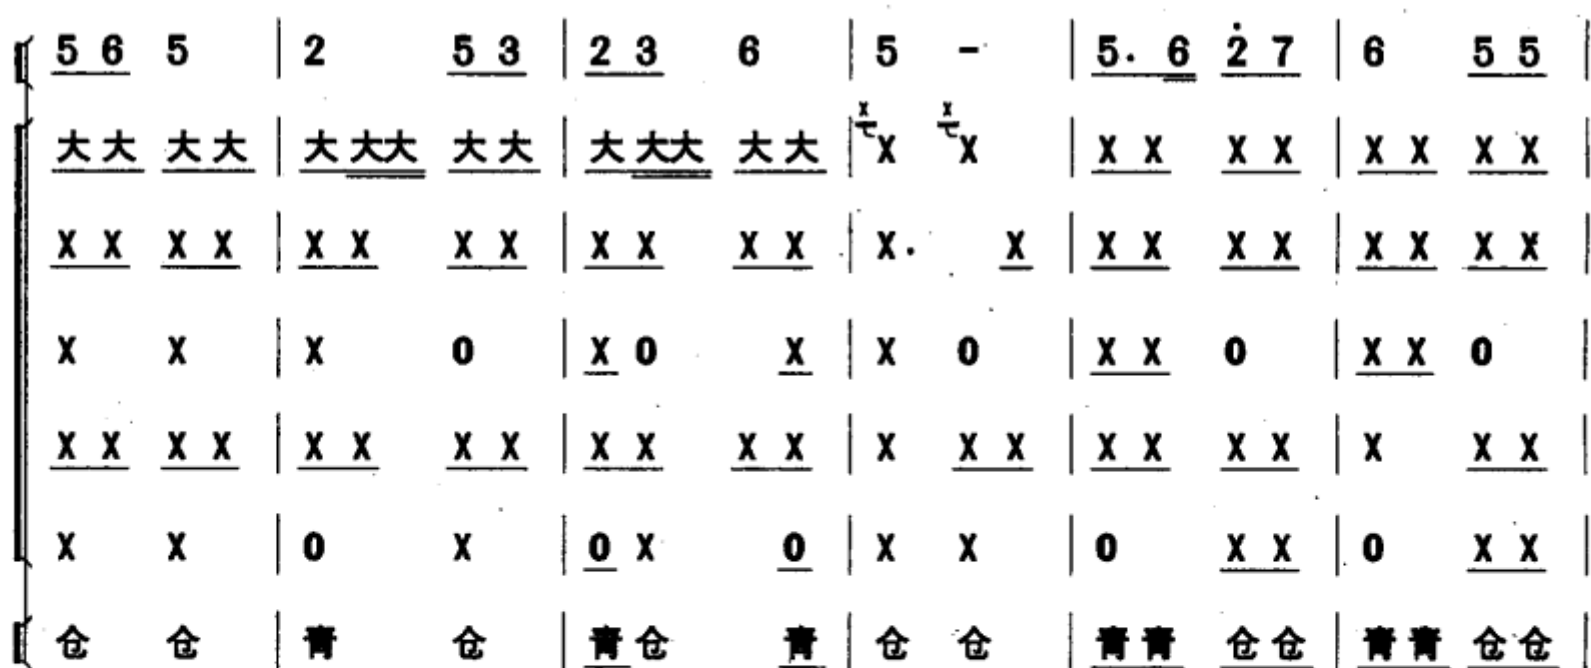 5 6 5 | 2 5 3 | 2 3 6 | 5 - | 5. 6 2̇ 7 | 6 5 5 |
大大 大大 | 大大大 大大 | 大大大 大大 | X X | X X X X | X X X X |
X X X X | X X X X | X X X X | X. X | X X X X | X X X X |
X X | X 0 | X 0 X | X 0 | X X 0 | X X 0 |
X X X X | X X X X | X X X X | X X X | X X X X | X X X |
X X | 0 X | 0 X 0 | X X | 0 X X | 0 X X |
仓 仓 | 青 仓 | 青仓 青 | 仓 仓 | 青青 仓仓 | 青青 仓仓 |